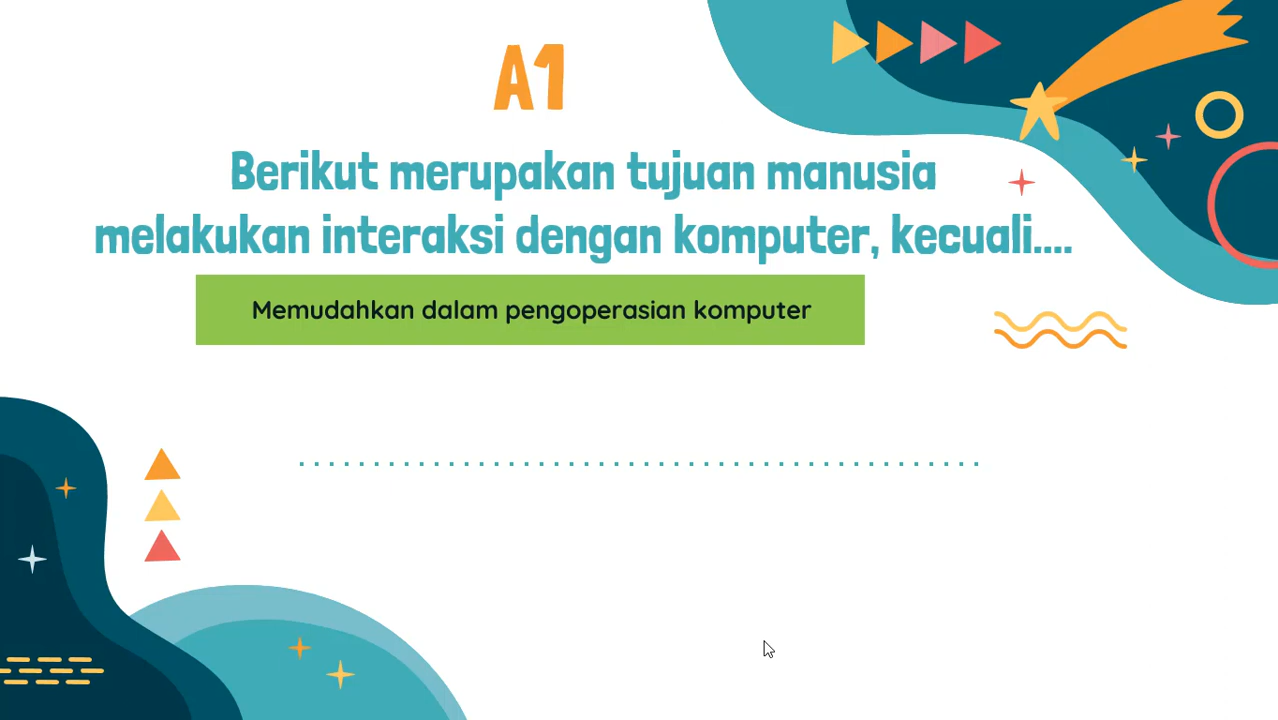 A1
Berikut merupakan tujuan manusia
melakukan interaksi dengan komputer, kecuali....
Memudahkan dalam pengoperasian komputer